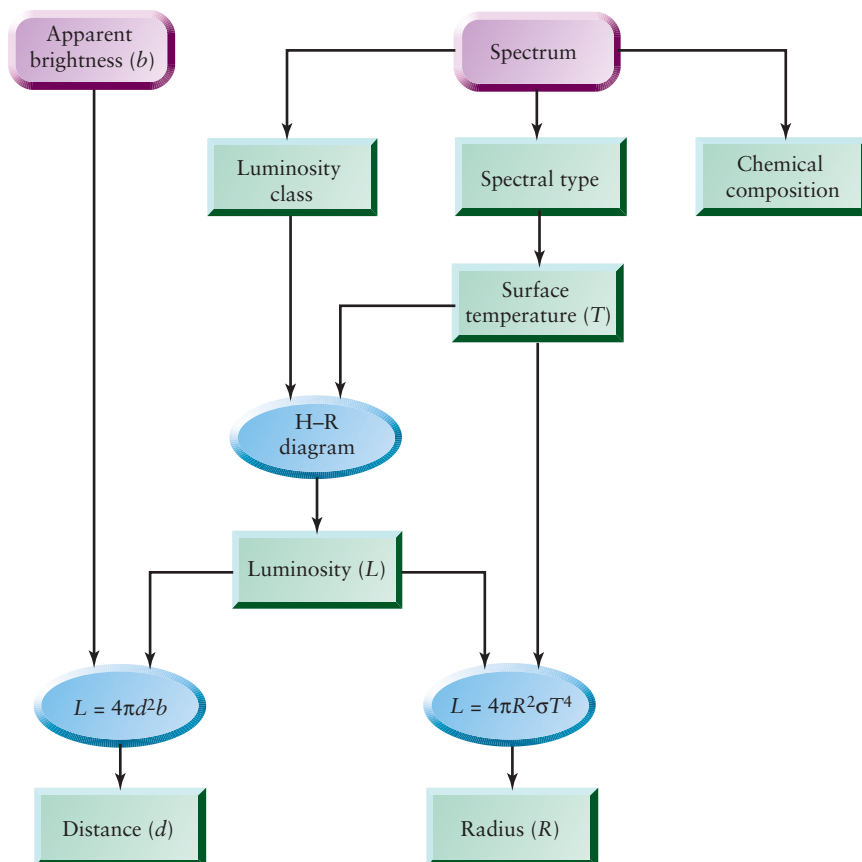 Apparent
brightness (b)
Spectrum
Luminosity
class
Spectral type
Chemical
composition
Surface
temperature (T)
H–R
diagram
Luminosity (L)
L = 4πd²b
L = 4πR²σT⁴
Distance (d)
Radius (R)